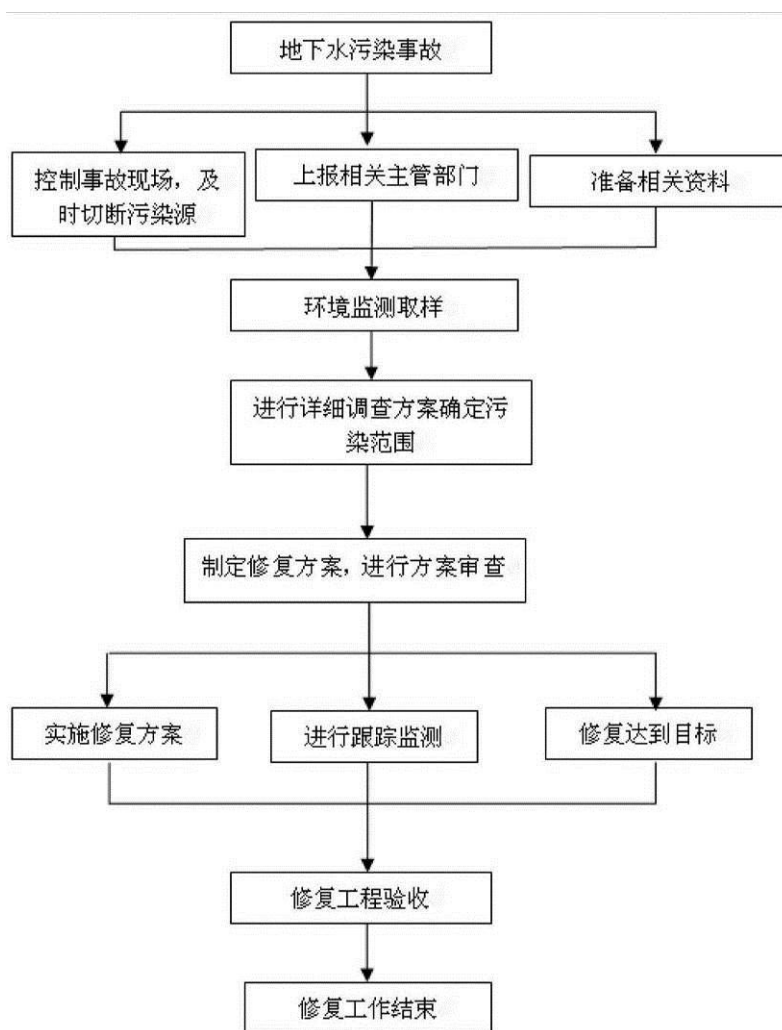 地下水污染事故
控制事故现场，及
时切断污染源
上报相关主管部门
准备相关资料
环境监测取样
进行详细调查方案确定污
染范围
制定修复方案，进行方案审查
实施修复方案
进行跟踪监测
修复达到目标
修复工程验收
修复工作结束